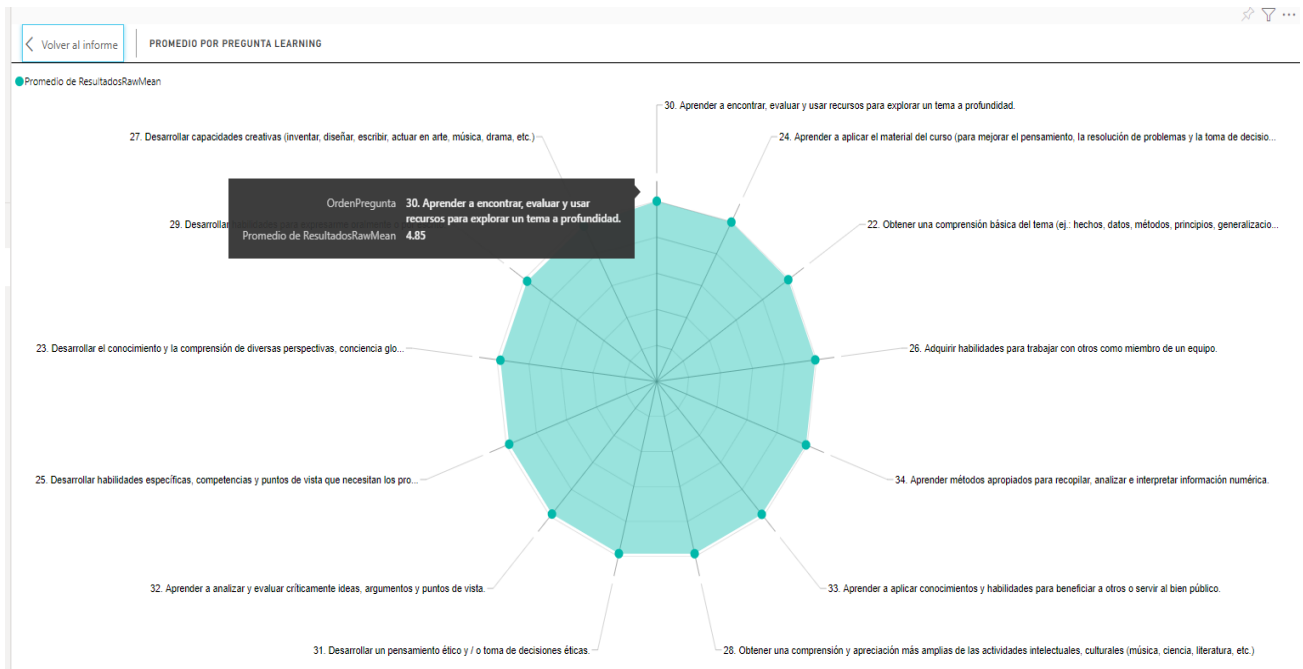 Volver al informe
PROMEDIO POR PREGUNTA LEARNING
Promedio de ResultadosRawMean
30. Aprender a encontrar, evaluar y usar recursos para explorar un tema a profundidad.
27. Desarrollar capacidades creativas (inventar, diseñar, escribir, actuar en arte, música, drama, etc.)
24. Aprender a aplicar el material del curso (para mejorar el pensamiento, la resolución de problemas y la toma de decisio...
OrdenPregunta 30. Aprender a encontrar, evaluar y usar
recursos para explorar un tema a profundidad.
Promedio de ResultadosRawMean 4.85
29. Desarrollar
22. Obtener una comprensión básica del tema (ej.: hechos, datos, métodos, principios, generalizacio...
23. Desarrollar el conocimiento y la comprensión de diversas perspectivas, conciencia glo...
26. Adquirir habilidades para trabajar con otros como miembro de un equipo.
25. Desarrollar habilidades específicas, competencias y puntos de vista que necesitan los pro...
34. Aprender métodos apropiados para recopilar, analizar e interpretar información numérica.
32. Aprender a analizar y evaluar críticamente ideas, argumentos y puntos de vista.
33. Aprender a aplicar conocimientos y habilidades para beneficiar a otros o servir al bien público.
31. Desarrollar un pensamiento ético y / o toma de decisiones éticas.
28. Obtener una comprensión y apreciación más amplias de las actividades intelectuales, culturales (música, ciencia, literatura, etc.)